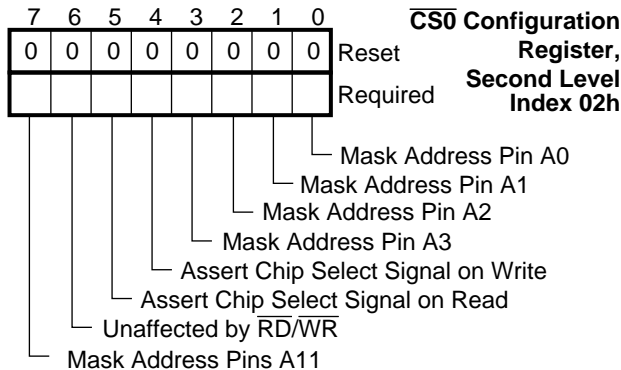 7 6 5 4 3 2 1 0
C̅S̅0̅ Configuration
Register,
Second Level
Index 02h
0 0 0 0 0 0 0 0 Reset
Required
Mask Address Pin A0
Mask Address Pin A1
Mask Address Pin A2
Mask Address Pin A3
Assert Chip Select Signal on Write
Assert Chip Select Signal on Read
Unaffected by R̅D̅/W̅R̅
Mask Address Pins A11